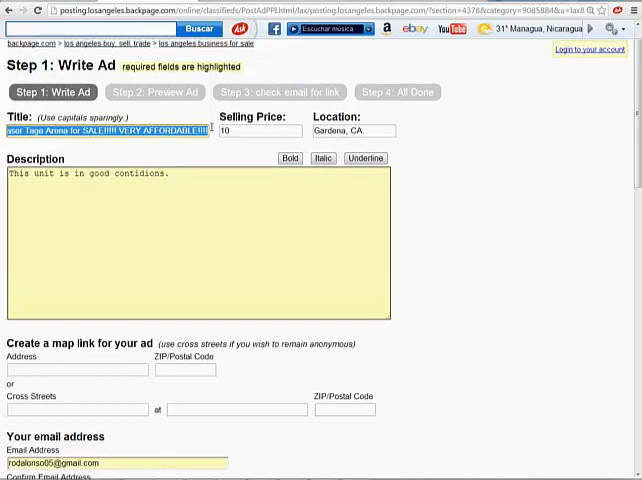 posting.losangeles.backpage.com/online/classifieds/PostAdPPI.html/lax/posting.losangeles.backpage.com/?section=4378&category=9085884&u=lax&
Buscar
Escuchar música
Ask
a
ebay
YouTube
31° Managua, Nicaragua
backpage.com > los angeles buy, sell, trade > los angeles business for sale
Login to your account
Step 1: Write Ad required fields are highlighted
Step 1: Write Ad
Step 2: Preview Ad
Step 3: check email for link
Step 4: All Done
Title: (Use capitals sparingly.)
Selling Price:
Location:
aser Tage Arena for SALE!!!!! VERY AFFORDABLE!!!!
10
Gardena, CA.
Description
Bold
Italic
Underline
This unit is in good contidions.
Create a map link for your ad (use cross streets if you wish to remain anonymous)
Address
ZIP/Postal Code
or
Cross Streets
ZIP/Postal Code
at
Your email address
Email Address
rodalonso05@gmail.com
Confirm Email Address